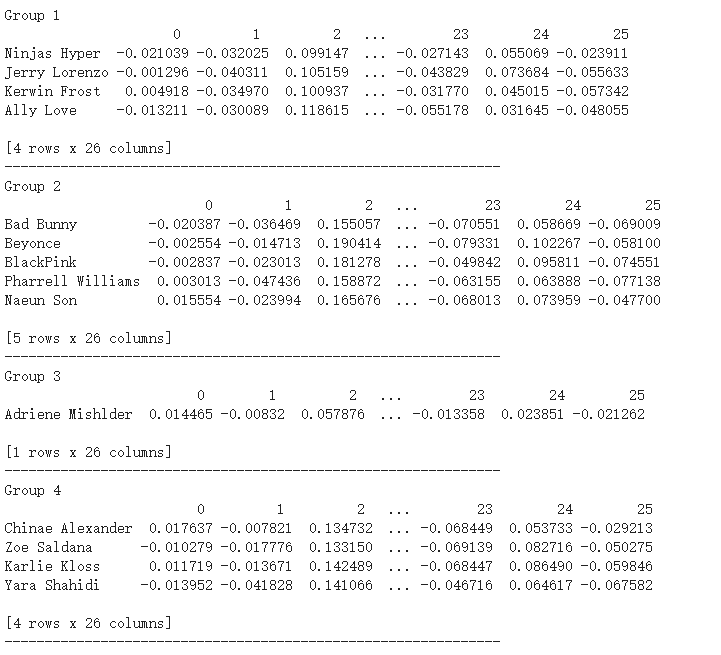 Group 1
0 1 2 ... 23 24 25
Ninjas Hyper -0.021039 -0.032025 0.099147 ... -0.027143 0.055069 -0.023911
Jerry Lorenzo -0.001296 -0.040311 0.105159 ... -0.043829 0.073684 -0.055633
Kerwin Frost 0.004918 -0.034970 0.100937 ... -0.031770 0.045015 -0.057342
Ally Love -0.013211 -0.030089 0.118615 ... -0.055178 0.031645 -0.048055
[4 rows x 26 columns]
--------------------------------------------------------------
Group 2
0 1 2 ... 23 24 25
Bad Bunny -0.020387 -0.036469 0.155057 ... -0.070551 0.058669 -0.069009
Beyonce -0.002554 -0.014713 0.190414 ... -0.079331 0.102267 -0.058100
BlackPink -0.002837 -0.023013 0.181278 ... -0.049842 0.095811 -0.074551
Pharrell Williams 0.003013 -0.047436 0.158872 ... -0.063155 0.063888 -0.077138
Naeun Son 0.015554 -0.023994 0.165676 ... -0.068013 0.073959 -0.047700
[5 rows x 26 columns]
--------------------------------------------------------------
Group 3
0 1 2 ... 23 24 25
Adriene Mishlder 0.014465 -0.00832 0.057876 ... -0.013358 0.023851 -0.021262
[1 rows x 26 columns]
--------------------------------------------------------------
Group 4
0 1 2 ... 23 24 25
Chinae Alexander 0.017637 -0.007821 0.134732 ... -0.068449 0.053733 -0.029213
Zoe Saldana -0.010279 -0.017776 0.133150 ... -0.069139 0.082716 -0.050275
Karlie Kloss 0.011719 -0.013671 0.142489 ... -0.068447 0.086490 -0.059846
Yara Shahidi -0.013952 -0.041828 0.141066 ... -0.046716 0.064617 -0.067582
[4 rows x 26 columns]
--------------------------------------------------------------